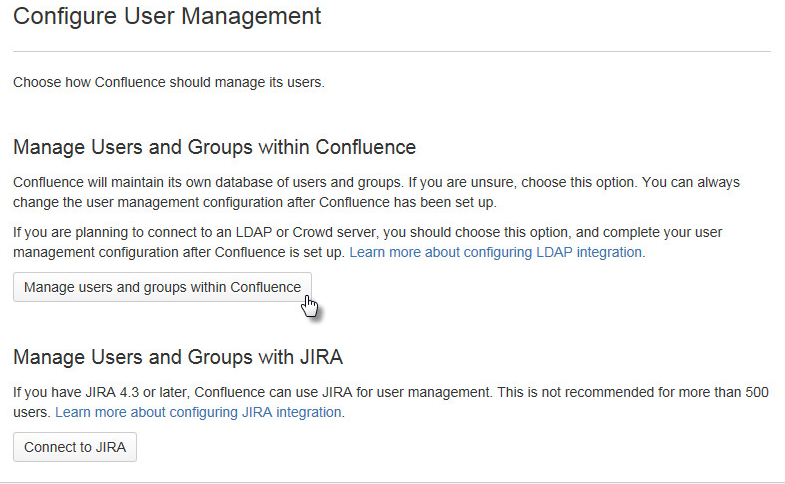 Configure User Management
Choose how Confluence should manage its users.
Manage Users and Groups within Confluence
Confluence will maintain its own database of users and groups. If you are unsure, choose this option. You can always
change the user management configuration after Confluence has been set up.
If you are planning to connect to an LDAP or Crowd server, you should choose this option, and complete your user
management configuration after Confluence is set up. Learn more about configuring LDAP integration.
Manage users and groups within Confluence
Manage Users and Groups with JIRA
If you have JIRA 4.3 or later, Confluence can use JIRA for user management. This is not recommended for more than 500
users. Learn more about configuring JIRA integration.
Connect to JIRA